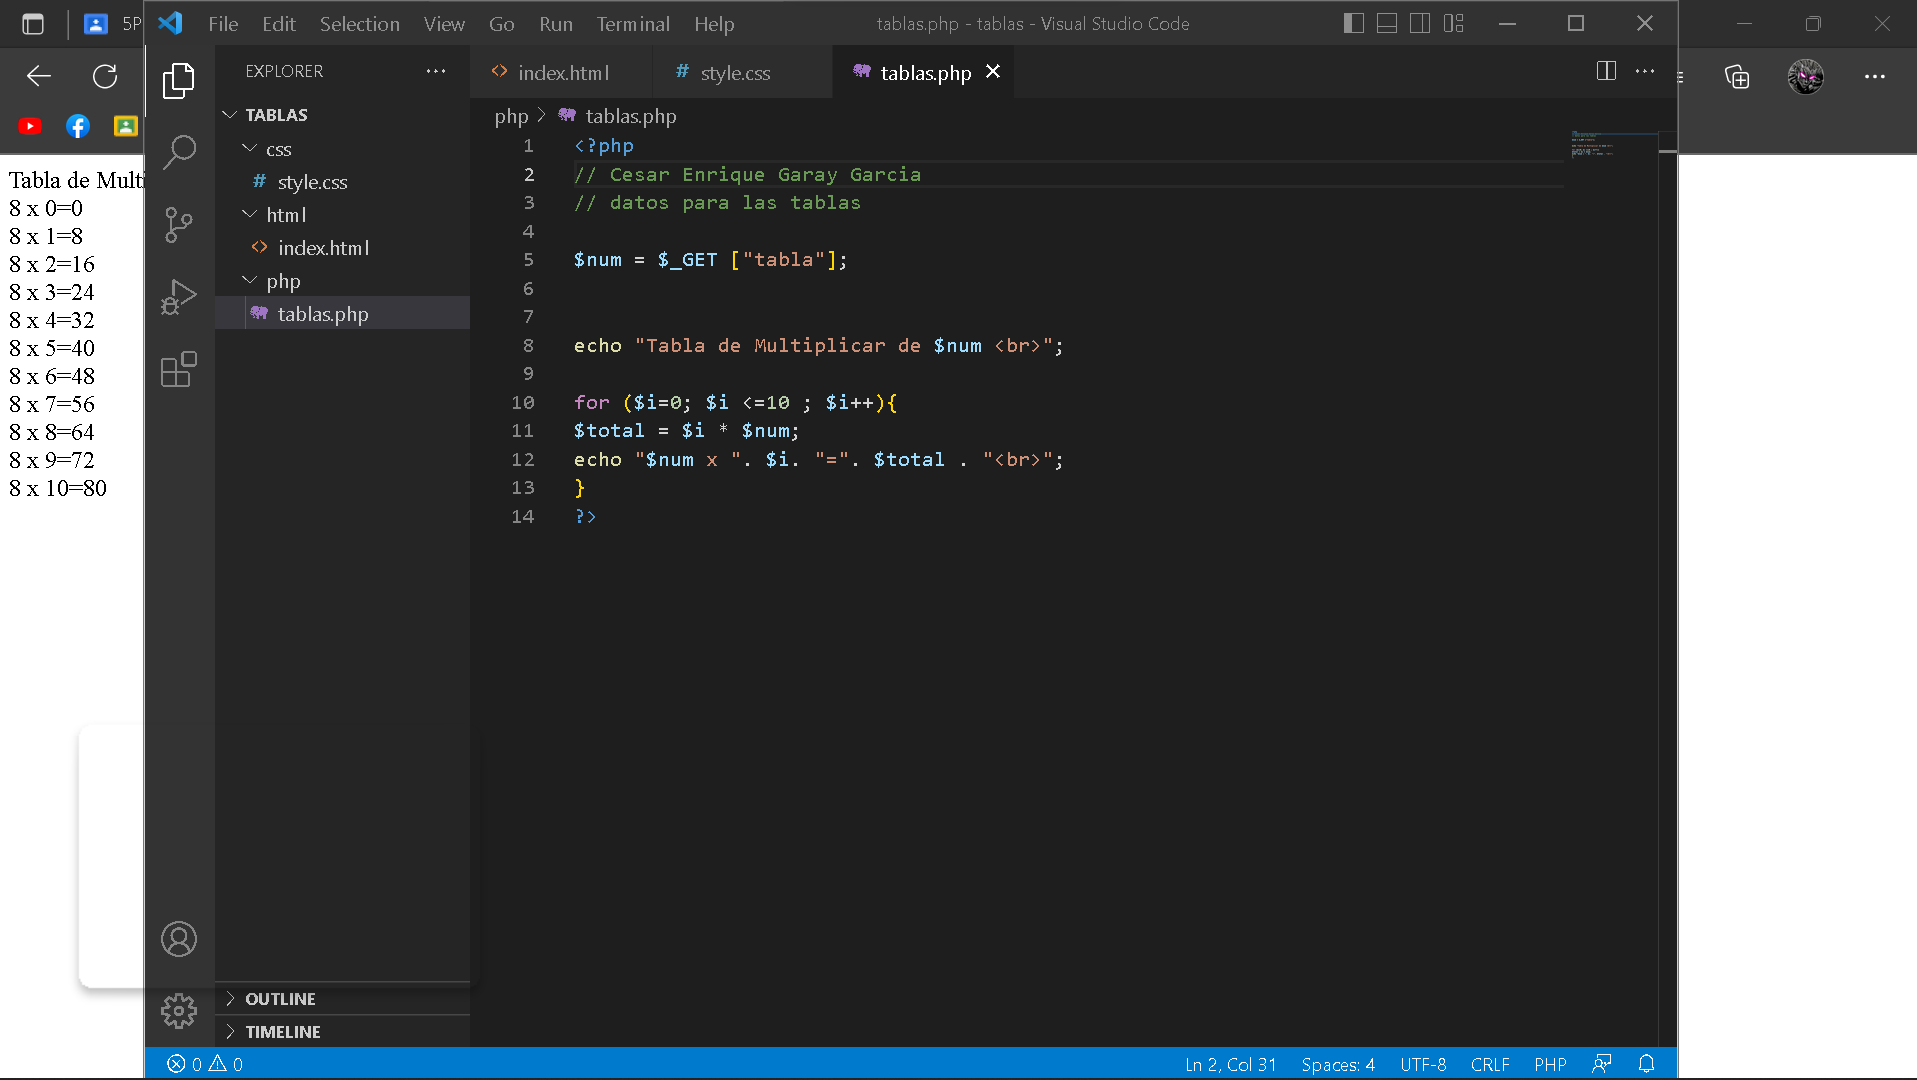 5P
File Edit Selection View Go Run Terminal Help
tablas.php - tablas - Visual Studio Code
EXPLORER
index.html
style.css
tablas.php
TABLAS
css
style.css
html
index.html
php
tablas.php
OUTLINE
TIMELINE
php > tablas.php
1 <?php
2 // Cesar Enrique Garay Garcia
3 // datos para las tablas
4
5 $num = $_GET ["tabla"];
6
7
8 echo "Tabla de Multiplicar de $num <br>";
9
10 for ($i=0; $i <=10 ; $i++){
11 $total = $i * $num;
12 echo "$num x ". $i. "=". $total . "<br>";
13 }
14 ?>
Tabla de Multi
8 x 0=0
8 x 1=8
8 x 2=16
8 x 3=24
8 x 4=32
8 x 5=40
8 x 6=48
8 x 7=56
8 x 8=64
8 x 9=72
8 x 10=80
0 0
Ln 2, Col 31 Spaces: 4 UTF-8 CRLF PHP